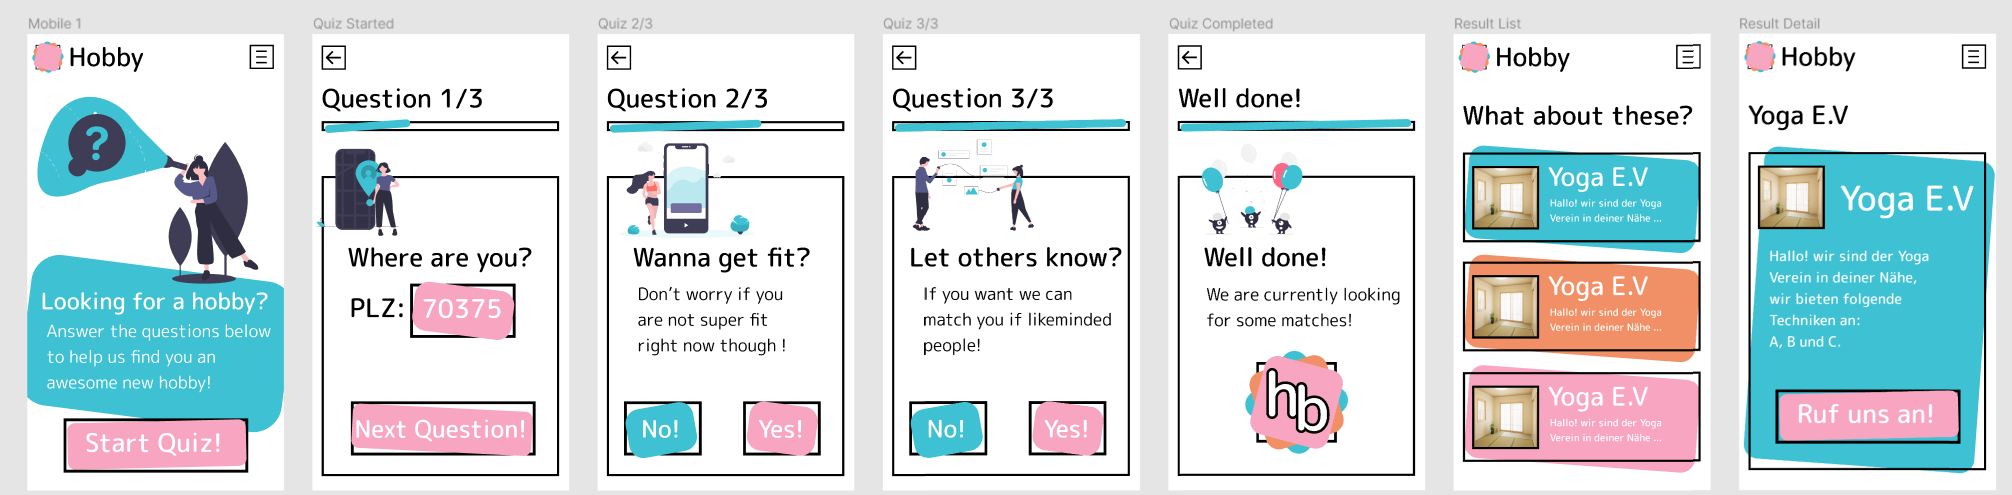 Mobile 1
Hobby
?
Looking for a hobby?
Answer the questions below
to help us find you an
awesome new hobby!
Start Quiz!
Quiz Started
Question 1/3
Where are you?
PLZ: 70375
Next Question!
Quiz 2/3
Question 2/3
Wanna get fit?
Don't worry if you
are not super fit
right now though !
No! Yes!
Quiz 3/3
Question 3/3
Let others know?
If you want we can
match you if likeminded
people!
No! Yes!
Quiz Completed
Well done!
Well done!
We are currently looking
for some matches!
hb
Result List
Hobby
What about these?
Yoga E.V
Hallo! wir sind der Yoga
Verein in deiner Nähe ...
Yoga E.V
Hallo! wir sind der Yoga
Verein in deiner Nähe ...
Yoga E.V
Hallo! wir sind der Yoga
Verein in deiner Nähe ...
Result Detail
Hobby
Yoga E.V
Yoga E.V
Hallo! wir sind der Yoga
Verein in deiner Nähe,
wir bieten folgende
Techniken an:
A, B und C.
Ruf uns an!